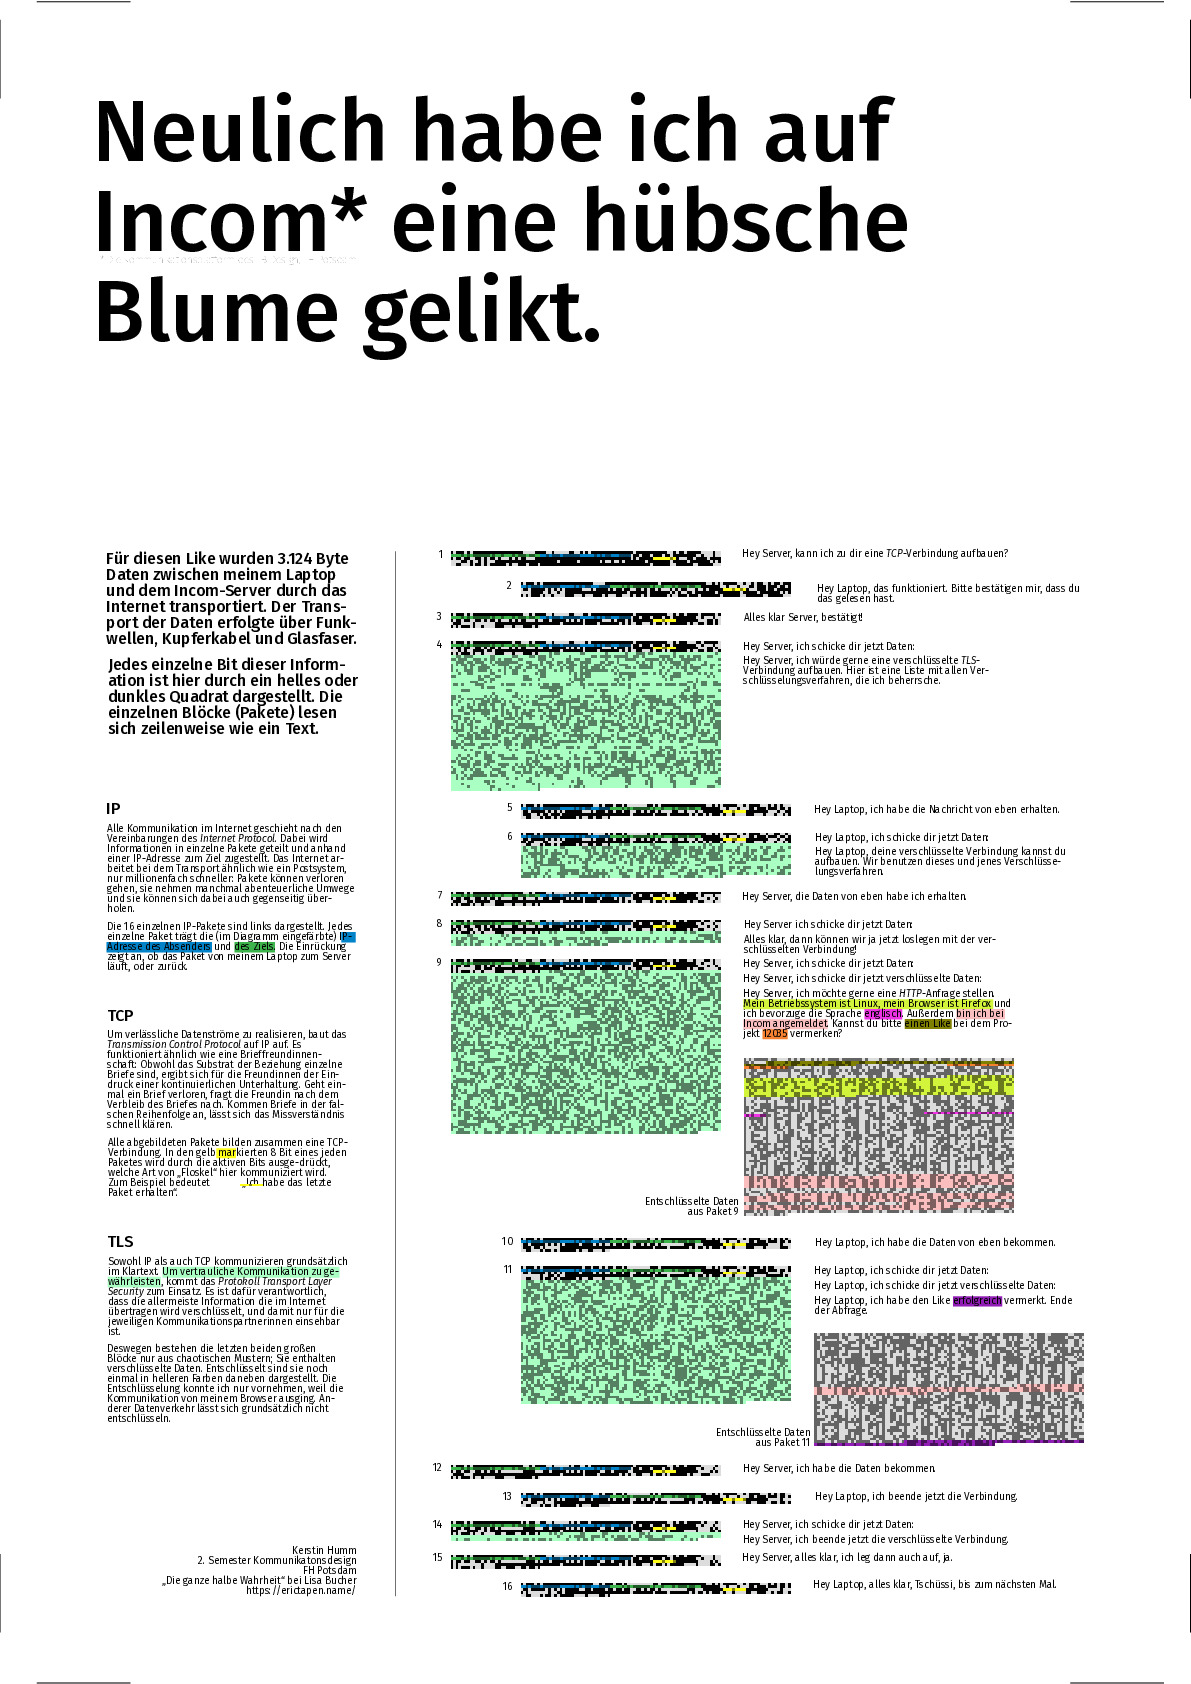 Neulich habe ich auf
Incom* eine hübsche
Blume gelikt.
Für diesen Like wurden 3.124 Byte
Daten zwischen meinem Laptop
und dem Incom-Server durch das
Internet transportiert. Der Trans-
port der Daten erfolgte über Funk-
wellen, Kupferkabel und Glasfaser.
Jedes einzelne Bit dieser Inform-
ation ist hier durch ein helles oder
dunkles Quadrat dargestellt. Die
einzelnen Blöcke (Pakete) lesen
sich zeilenweise wie ein Text.
IP
Alle Kommunikation im Internet geschieht nach den
Vereinbarungen des Internet Protocol. Dabei wird
Informationen in einzelne Pakete geteilt und anhand
einer IP-Adresse zum Ziel zugestellt. Das Internet ar-
beitet bei dem Transport ähnlich wie ein Postsystem,
nur millionenfach schneller: Pakete können verloren
gehen, sie nehmen manchmal abenteuerliche Umwege
und sie können sich dabei auch gegenseitig über-
holen.
Die 16 einzelnen IP-Pakete sind links dargestellt. Jedes
einzelne Paket trägt die (im Diagramm eingefärbte) IP-
Adresse des Absenders und des Ziels. Die Einrückung
zeigt an, ob das Paket von meinem Laptop zum Server
läuft, oder zurück.
TCP
Um verlässliche Datenströme zu realisieren, baut das
Transmission Control Protocol auf IP auf. Es
funktioniert ähnlich wie eine Brieffreundinnen-
schaft: Obwohl das Substrat der Beziehung einzelne
Briefe sind, ergibt sich für die Freundinnen der Ein-
druck einer kontinuierlichen Unterhaltung. Geht ein-
mal ein Brief verloren, fragt die Freundin nach dem
Verbleib des Briefes nach. Kommen Briefe in der fal-
schen Reihenfolge an, lässt sich das Missverständnis
schnell klären.
Alle abgebildeten Pakete bilden zusammen eine TCP-
Verbindung. In den gelb markierten 8 Bit eines jeden
Paketes wird durch die aktiven Bits ausge-drückt,
welche Art von „Floskel“ hier kommuniziert wird.
Zum Beispiel bedeutet „Ich habe das letzte
Paket erhalten“.
TLS
Sowohl IP als auch TCP kommunizieren grundsätzlich
im Klartext. Um vertrauliche Kommunikation zu ge-
währleisten, kommt das Protokoll Transport Layer
Security zum Einsatz. Es ist dafür verantwortlich,
dass die allermeiste Information die im Internet
übertragen wird verschlüsselt, und damit nur für die
jeweiligen Kommunikationspartnerinnen einsehbar
ist.
Deswegen bestehen die letzten beiden großen
Blöcke nur aus chaotischen Mustern; Sie enthalten
verschlüsselte Daten. Entschlüsselt sind sie noch
einmal in helleren Farben daneben dargestellt. Die
Entschlüsselung konnte ich nur vornehmen, weil die
Kommunikation von meinem Browser ausging. An-
derer Datenverkehr lässt sich grundsätzlich nicht
entschlüsseln.
Kerstin Humm
2. Semester Kommunikatonsdesign
FH Potsdam
„Die ganze halbe Wahrheit“ bei Lisa Bucher
https://erictapen.name/
1 Hey Server, kann ich zu dir eine TCP-Verbindung aufbauen?
2 Hey Laptop, das funktioniert. Bitte bestätigen mir, dass du
das gelesen hast.
3 Alles klar Server, bestätigt!
4 Hey Server, ich schicke dir jetzt Daten:
Hey Server, ich würde gerne eine verschlüsselte TLS-
Verbindung aufbauen. Hier ist eine Liste mit allen Ver-
schlüsselungsverfahren, die ich beherrsche.
5 Hey Laptop, ich habe die Nachricht von eben erhalten.
6 Hey Laptop, ich schicke dir jetzt Daten:
Hey Laptop, deine verschlüsselte Verbindung kannst du
aufbauen. Wir benutzen dieses und jenes Verschlüsse-
lungsverfahren.
7 Hey Server, die Daten von eben habe ich erhalten.
8 Hey Server ich schicke dir jetzt Daten:
Alles klar, dann können wir ja jetzt loslegen mit der ver-
schlüsselten Verbindung!
9 Hey Server, ich schicke dir jetzt Daten:
Hey Server, ich schicke dir jetzt verschlüsselte Daten:
Hey Server, ich möchte gerne eine HTTP-Anfrage stellen.
Mein Betriebssystem ist Linux, mein Browser ist Firefox und
ich bevorzuge die Sprache englisch. Außerdem bin ich bei
Incom angemeldet. Kannst du bitte einen Like bei dem Pro-
jekt 12035 vermerken?
Entschlüsselte Daten
aus Paket 9
10 Hey Laptop, ich habe die Daten von eben bekommen.
11 Hey Laptop, ich schicke dir jetzt Daten:
Hey Laptop, ich schicke dir jetzt verschlüsselte Daten:
Hey Laptop, ich habe den Like erfolgreich vermerkt. Ende
der Abfrage.
Entschlüsselte Daten
aus Paket 11
12 Hey Server, ich habe die Daten bekommen.
13 Hey Laptop, ich beende jetzt die Verbindung.
14 Hey Server, ich schicke dir jetzt Daten:
Hey Server, ich beende jetzt die verschlüsselte Verbindung.
15 Hey Server, alles klar, ich leg dann auch auf, ja.
16 Hey Laptop, alles klar, Tschüssi, bis zum nächsten Mal.